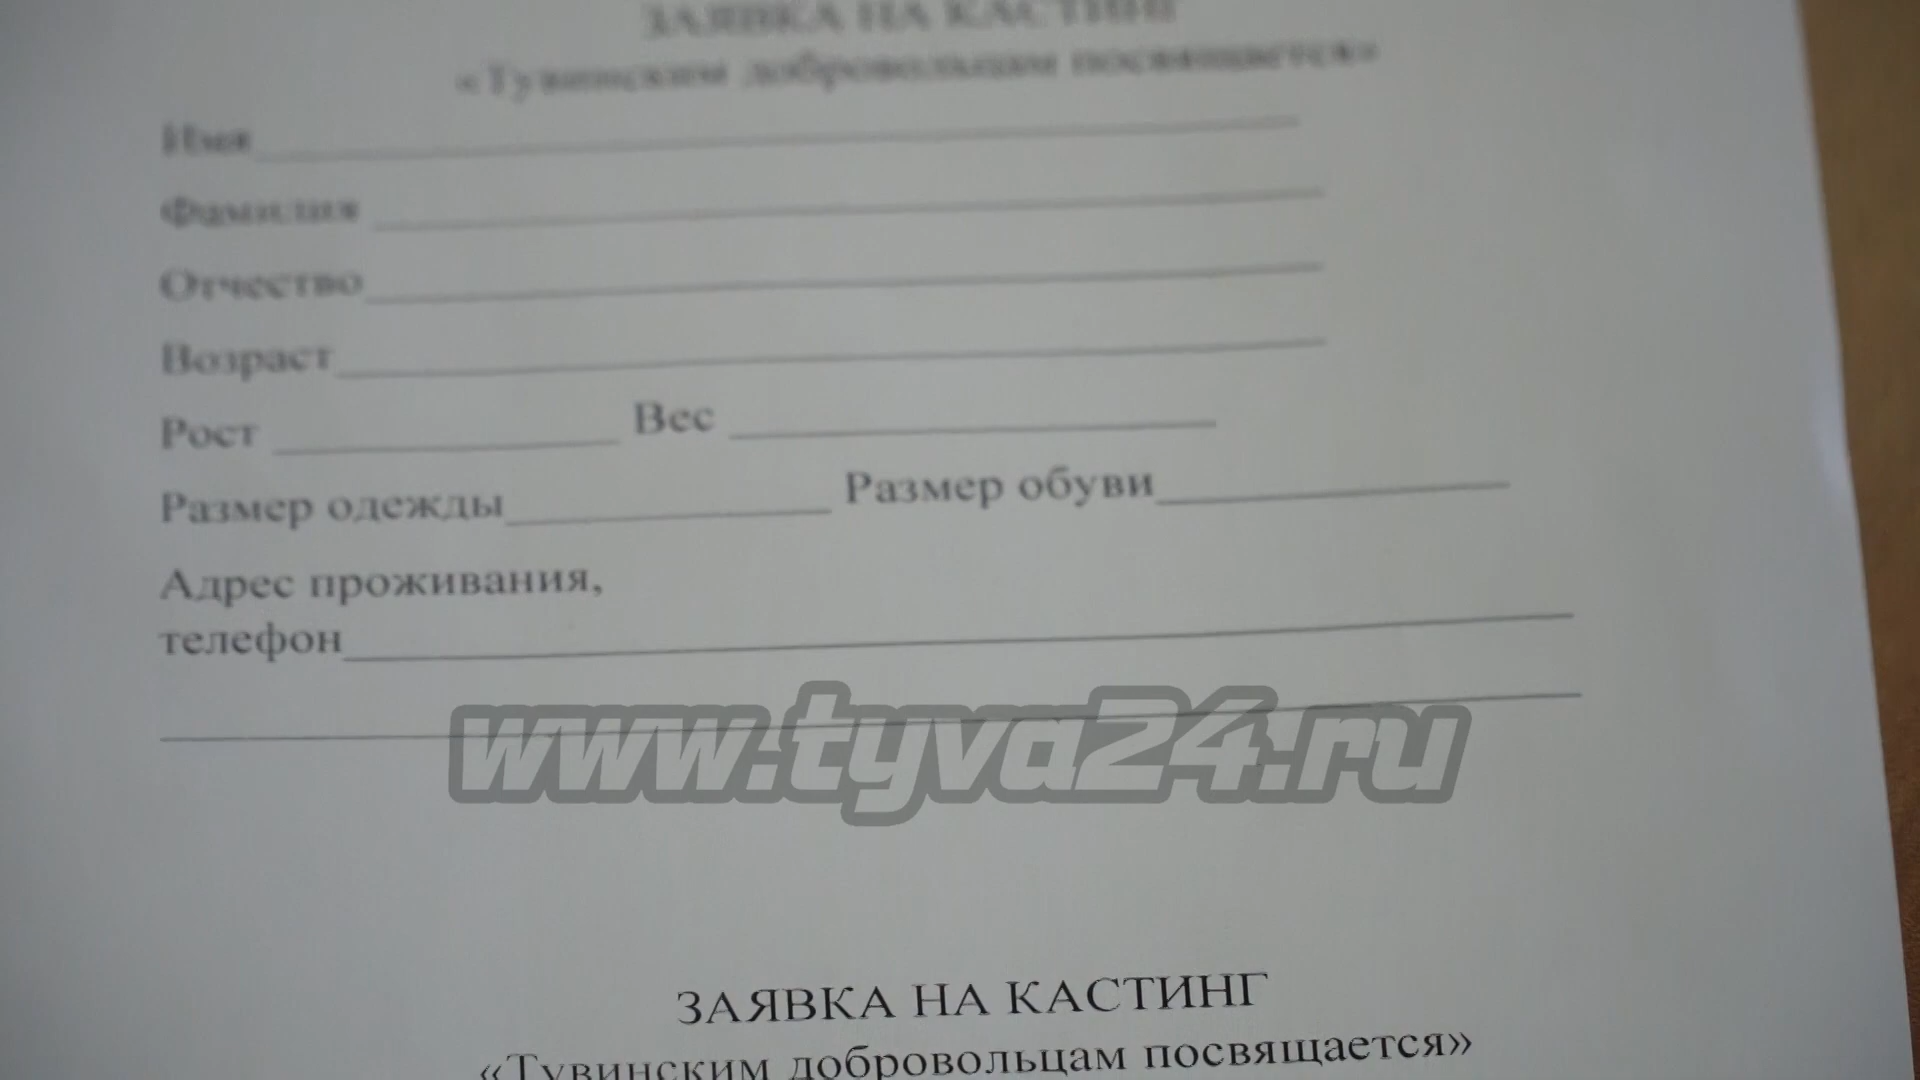 ЗАЯВКА НА КАСТИНГ
«Тувинским добровольцам посвящается»
Имя
Фамилия
Отчество
Возраст
Рост Вес
Размер одежды Размер обуви
Адрес проживания,
телефон
www.tyva24.ru
ЗАЯВКА НА КАСТИНГ
«Тувинским добровольцам посвящается»